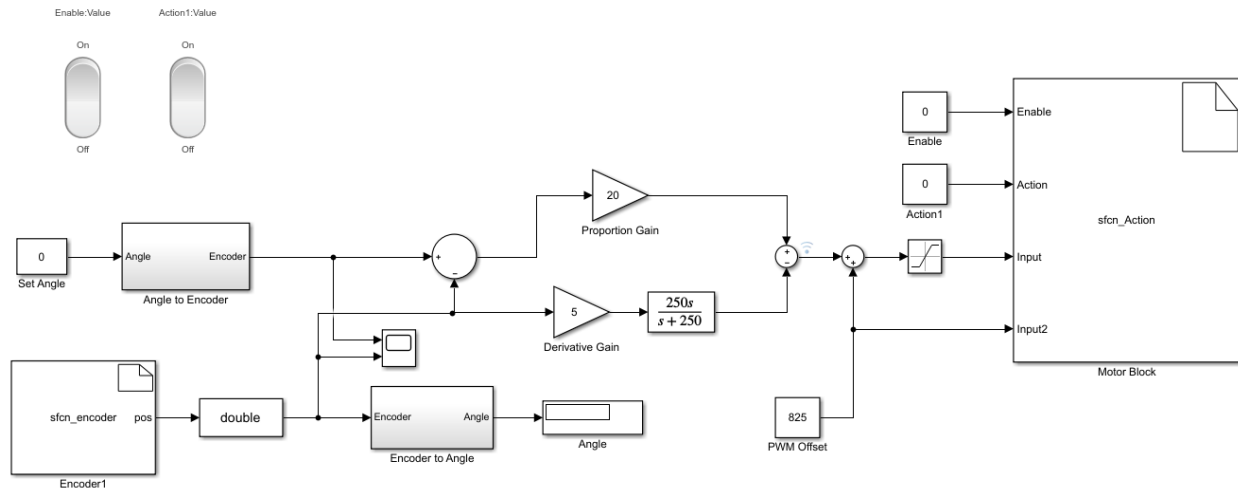 Enable:Value
Action1:Value
On
On
Off
Off
0
Enable
Enable
0
Action
Action1
sfcn_Action
Input
Input2
Motor Block
20
Proportion Gain
0
Set Angle
Angle
Encoder
Angle to Encoder
+
−
+
−
+
+
5
Derivative Gain
250s
s + 250
sfcn_encoder
pos
Encoder1
double
Encoder
Angle
Encoder to Angle
Angle
825
PWM Offset